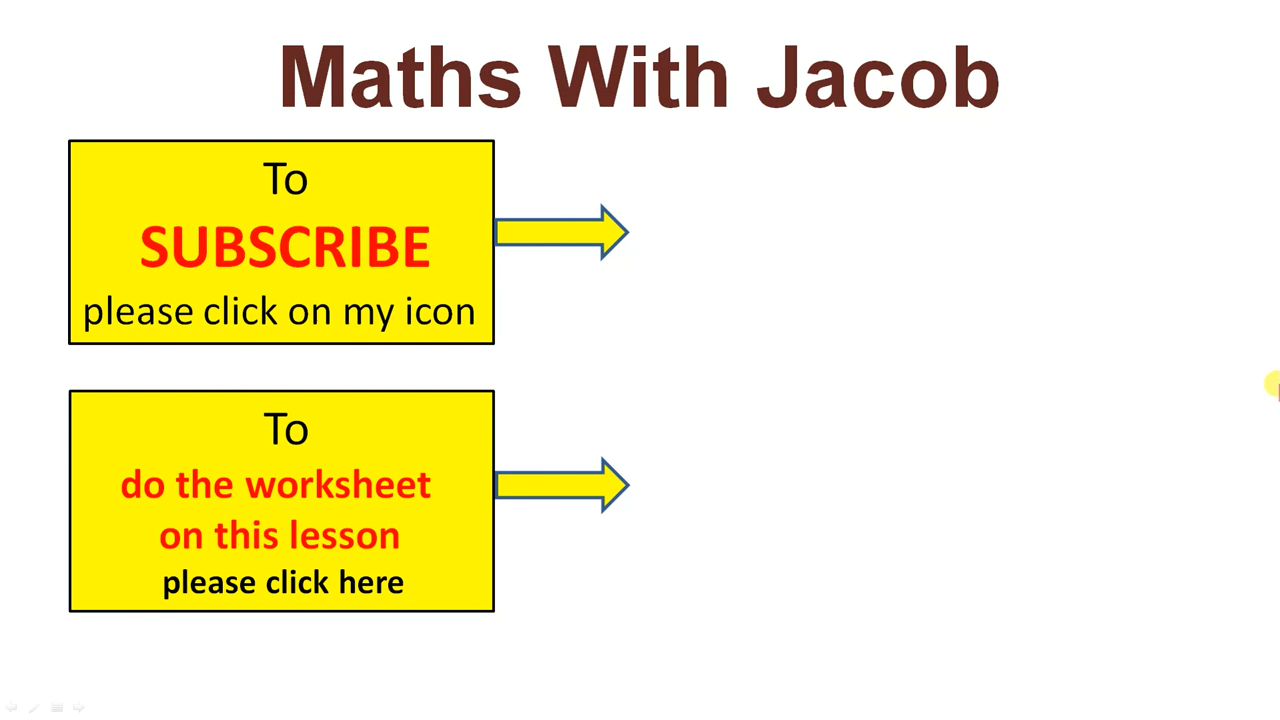 Maths With Jacob
To
SUBSCRIBE
please click on my icon
To
do the worksheet
on this lesson
please click here